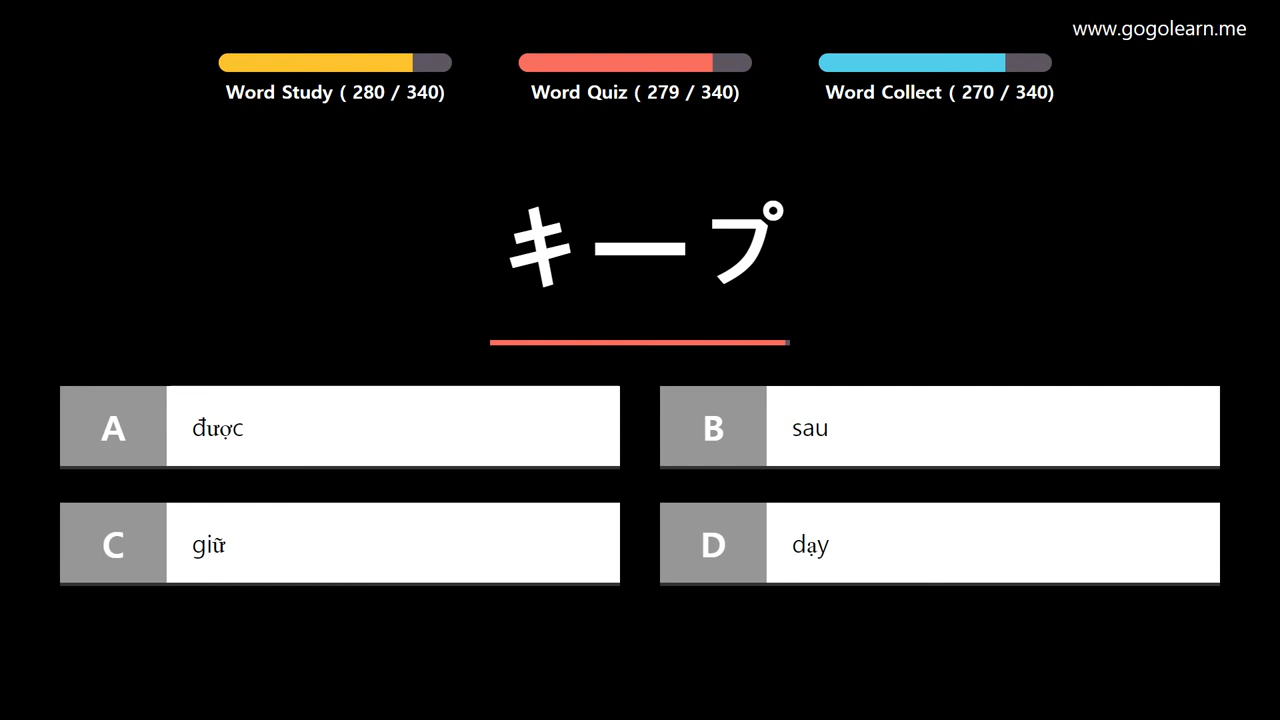 www.gogolearn.me
Word Study ( 280 / 340)
Word Quiz ( 279 / 340)
Word Collect ( 270 / 340)
キープ
A được
B sau
C giữ
D dạy